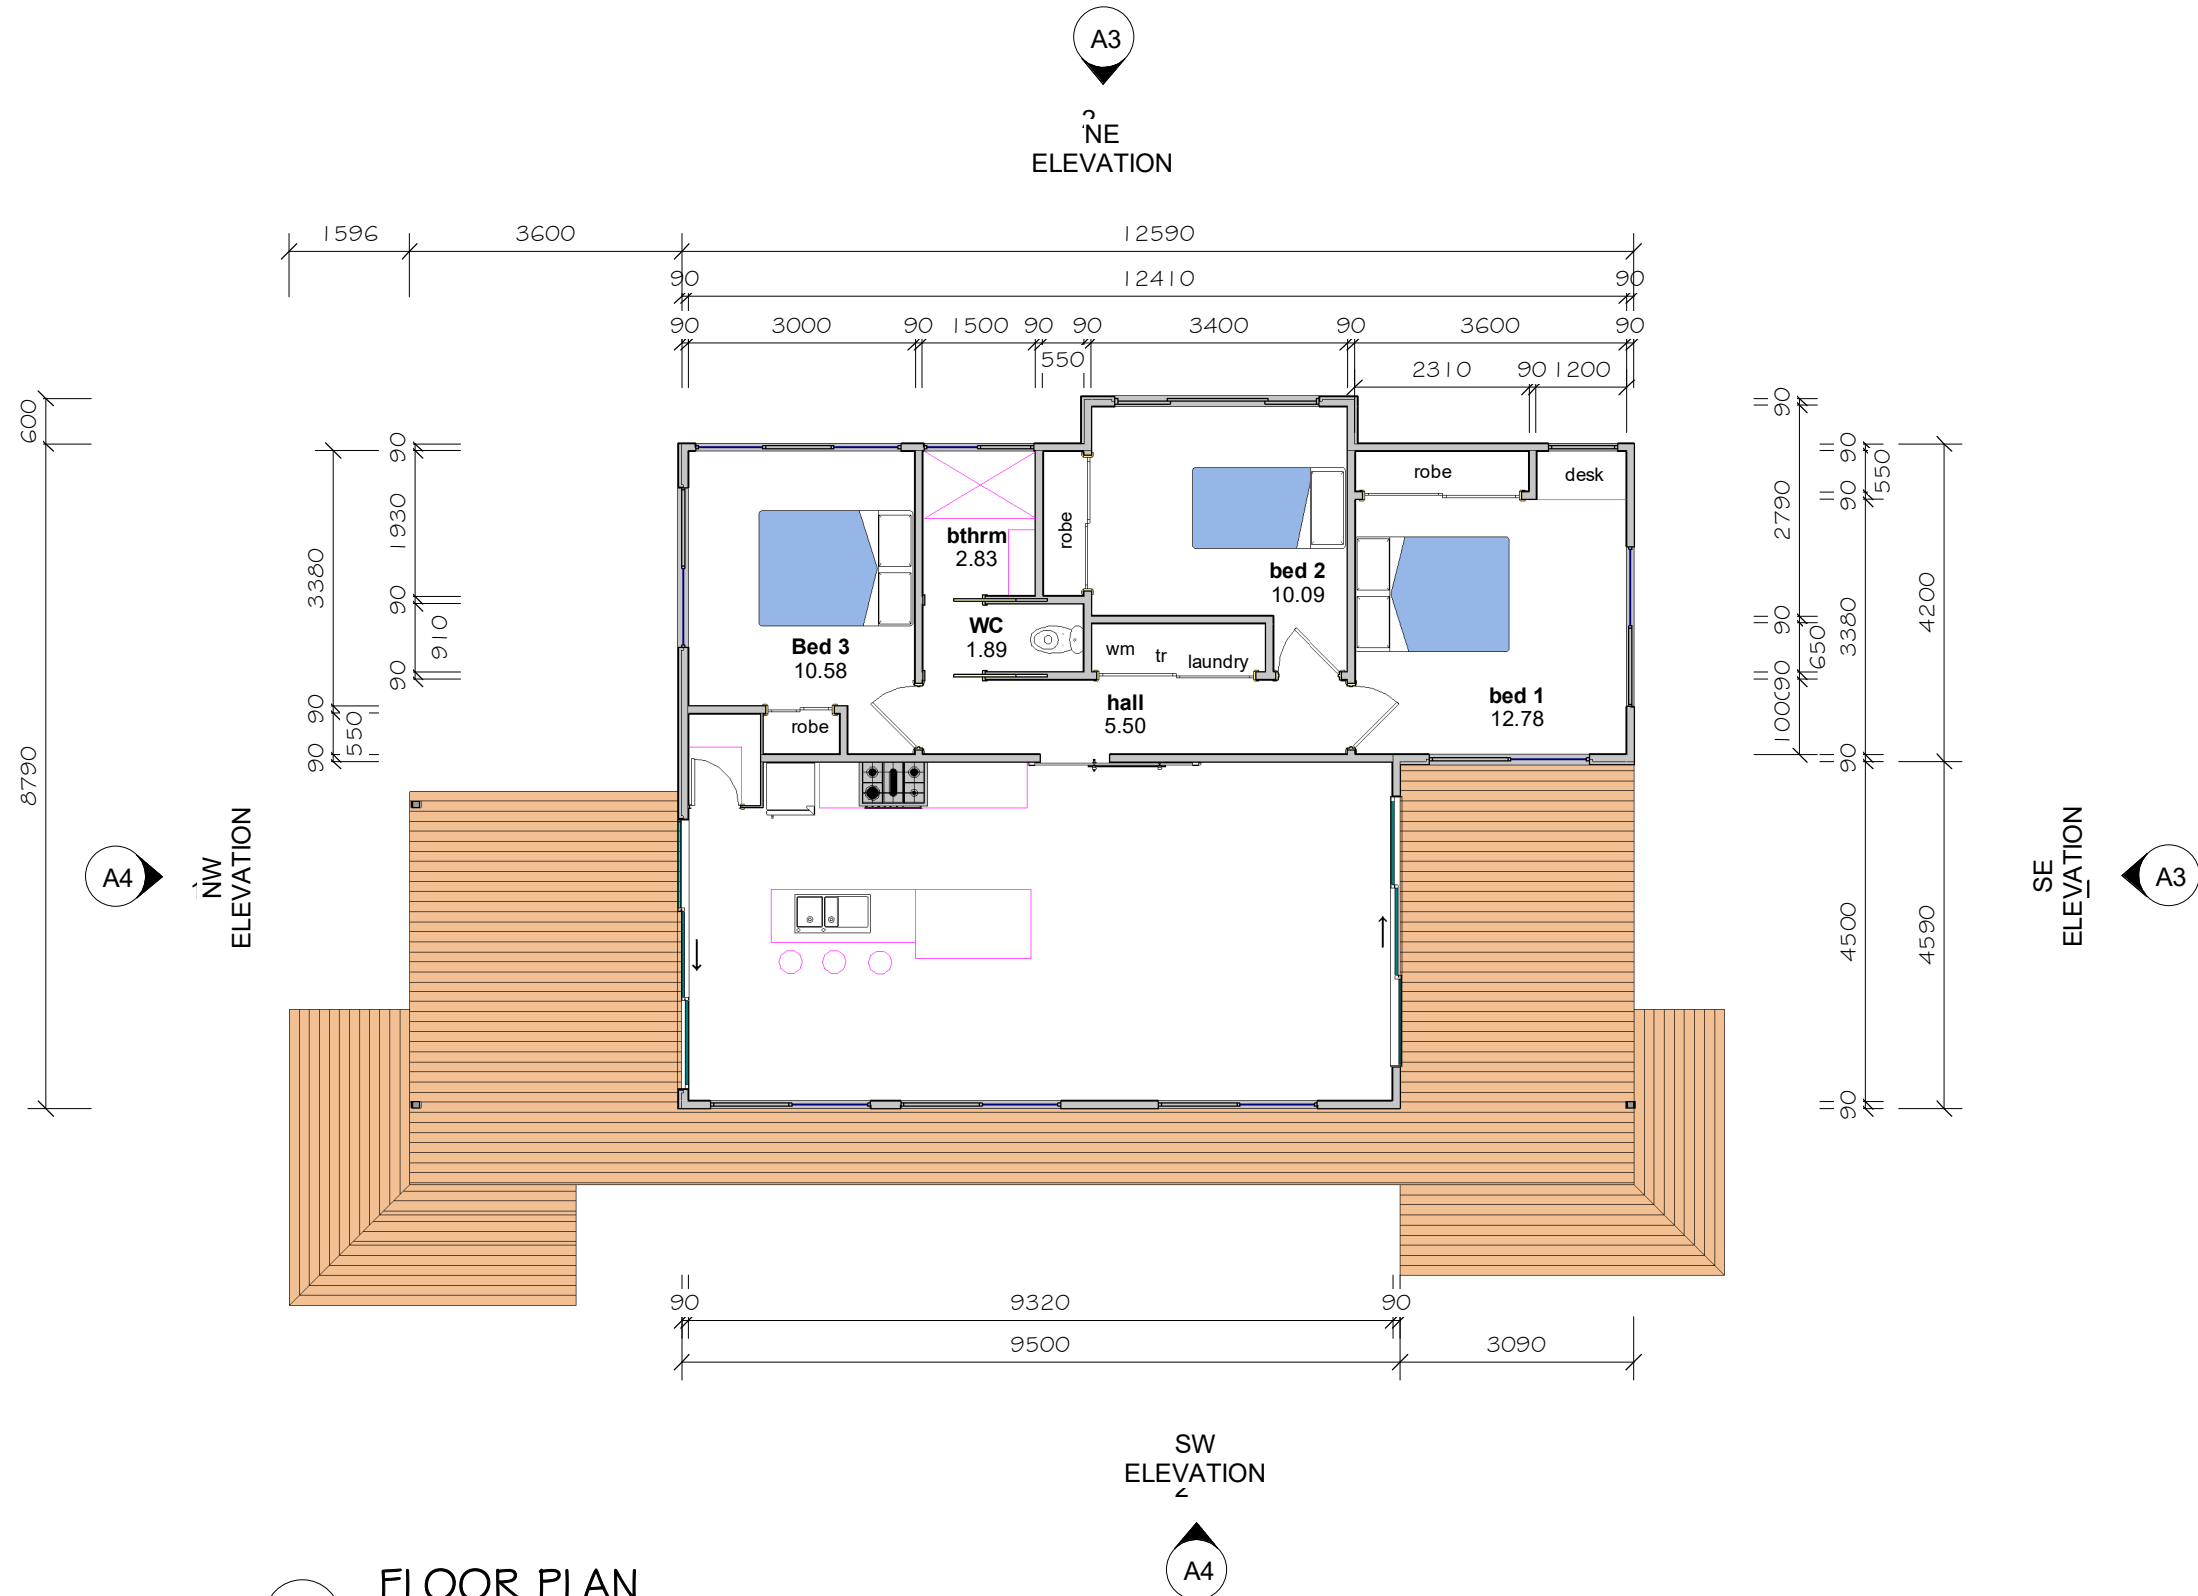 A3
NE
ELEVATION
1596 3600 12590
90 12410 90
90 3000 90 1500 90 90 3400 90 3600 90
550
2310 90 1200
600
8790
3380
90
550
90
90
1930
90
910
90
90
2790
90
650
90
1000
90
550
90
3380
90
4500
90
4200
4590
robe
desk
robe
bthrm
2.83
bed 2
10.09
WC
1.89
Bed 3
10.58
wm
tr
laundry
hall
5.50
bed 1
12.78
robe
A4
NW
ELEVATION
SE
ELEVATION
A3
90 9320 90
9500 3090
SW
ELEVATION
A4
FLOOR PLAN